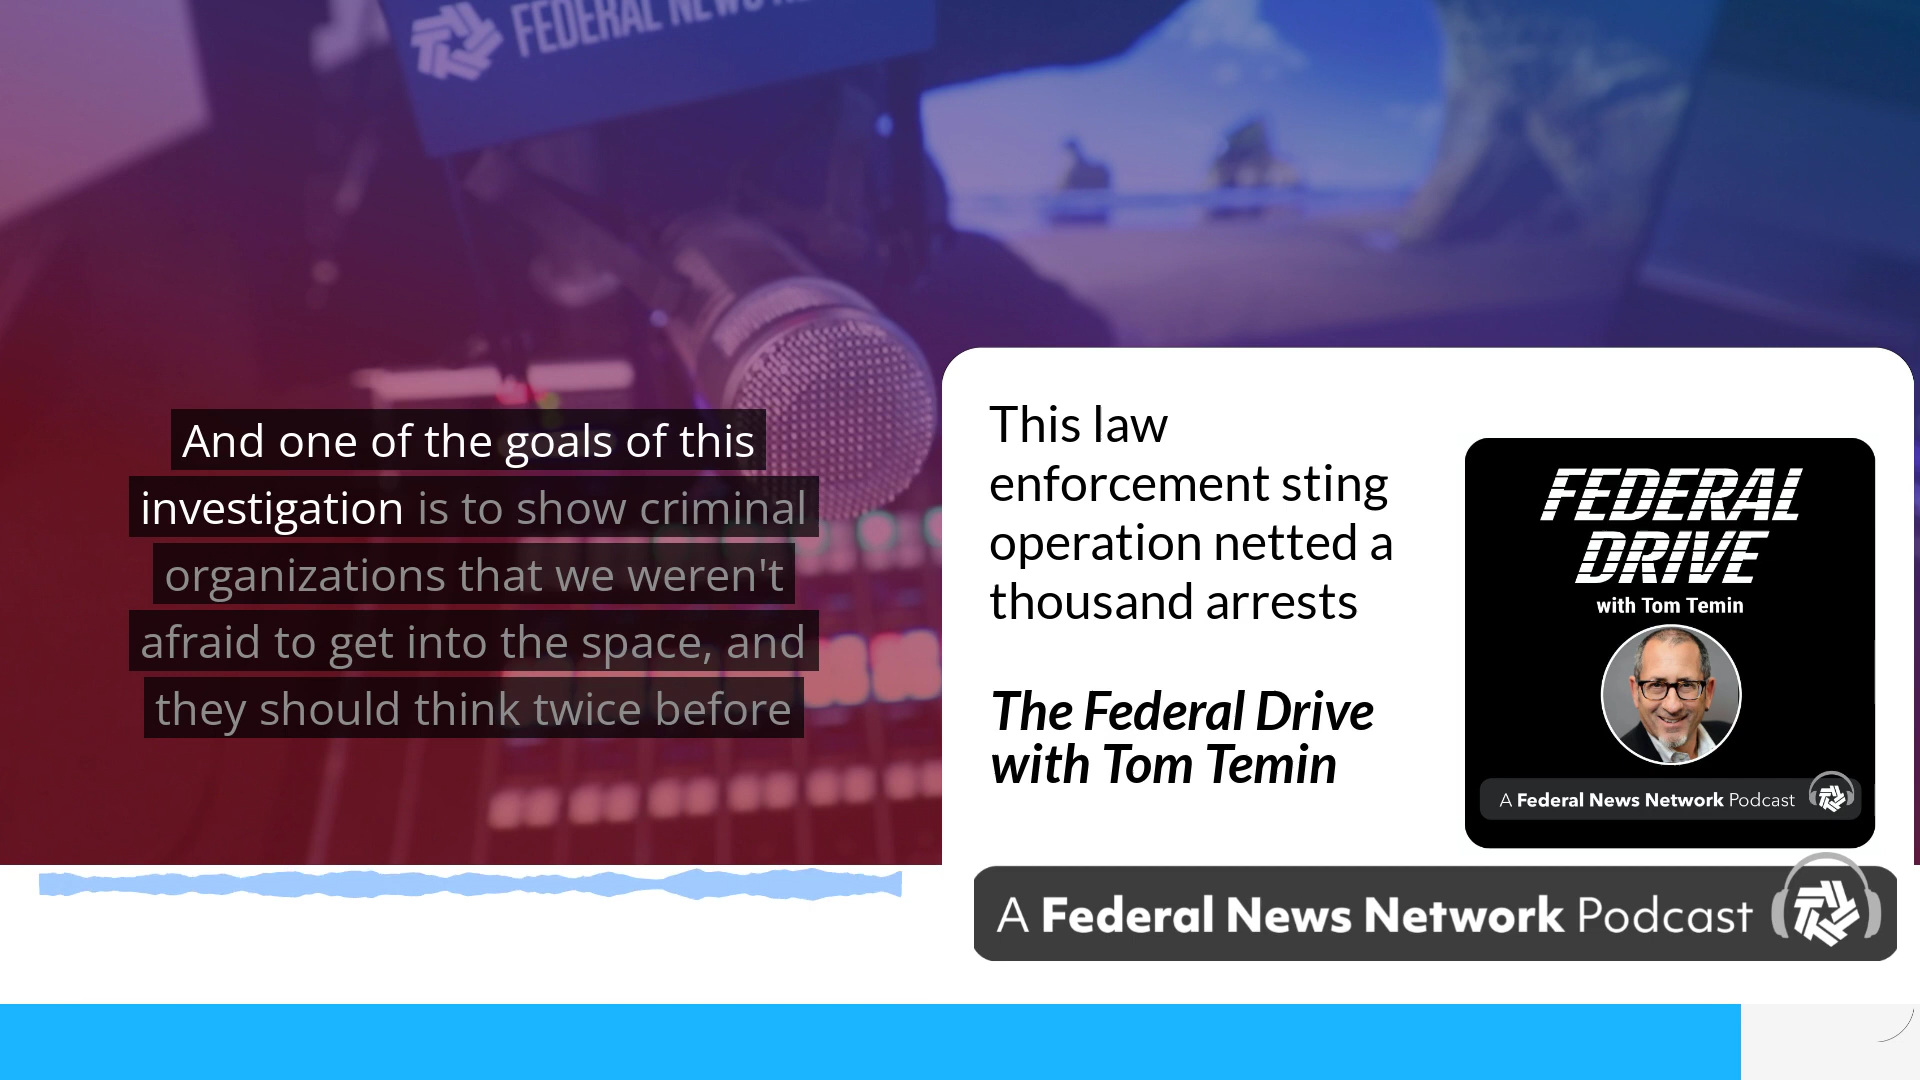 FEDERAL NEWS
And one of the goals of this
investigation is to show criminal
organizations that we weren't
afraid to get into the space, and
they should think twice before
This law
enforcement sting
operation netted a
thousand arrests
The Federal Drive
with Tom Temin
FEDERAL
DRIVE
with Tom Temin
A Federal News Network Podcast
A Federal News Network Podcast